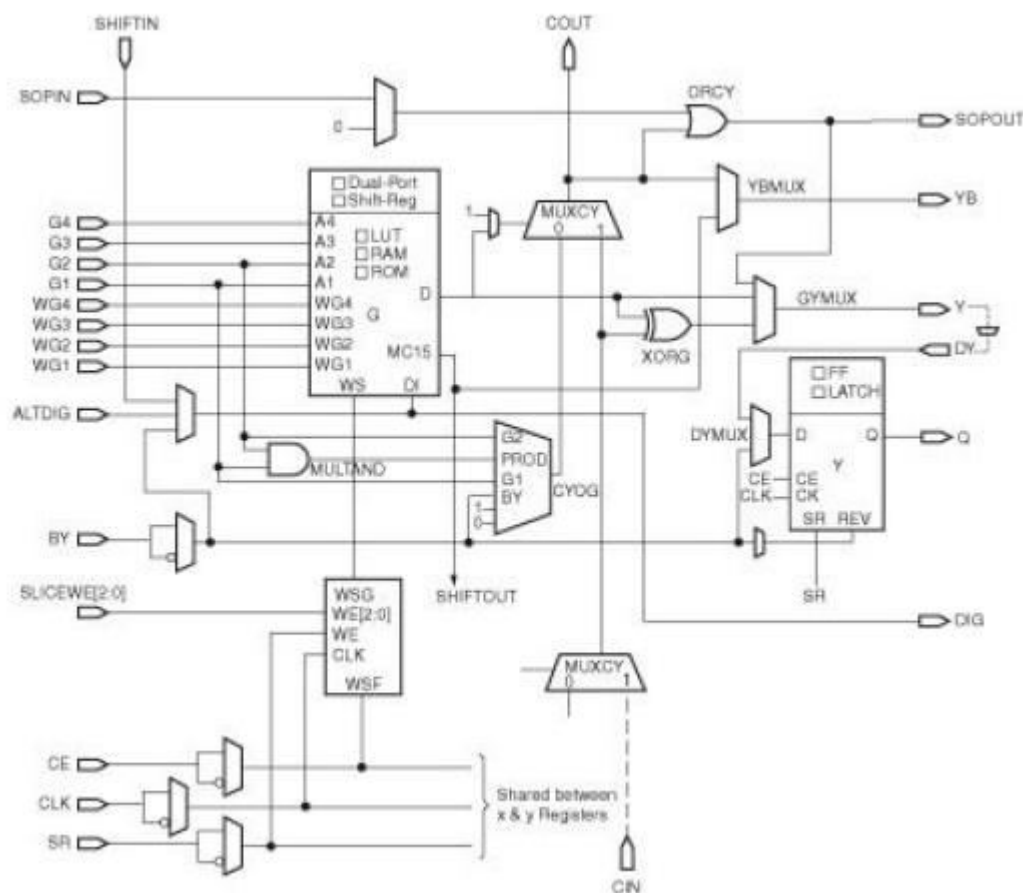 SHIFTIN
COUT
SOPIN
0
ORCY
SOPOUT
Dual-Port
Shift-Reg
YBMUX
YB
1
MUXCY
0 1
G4
G3
G2
G1
WG4
WG3
WG2
WG1
A4
A3
A2
A1
WG4
WG3
WG2
WG1
LUT
RAM
ROM
G
D
MC15
WS DI
GYMUX
Y
XORG
DY
FF
LATCH
DYMUX
D Q
Q
Y
CE
CLK
CE
CK
SR REV
SR
ALTDIG
MULTAND
G2
PROD
G1
BY
1
0
CYOG
BY
SLICEWE[2:0]
WSG
WE[2:0]
WE
CLK
WSF
SHIFTOUT
DIG
MUXCY
0 1
CE
CLK
SR
Shared between
x & y Registers
CIN